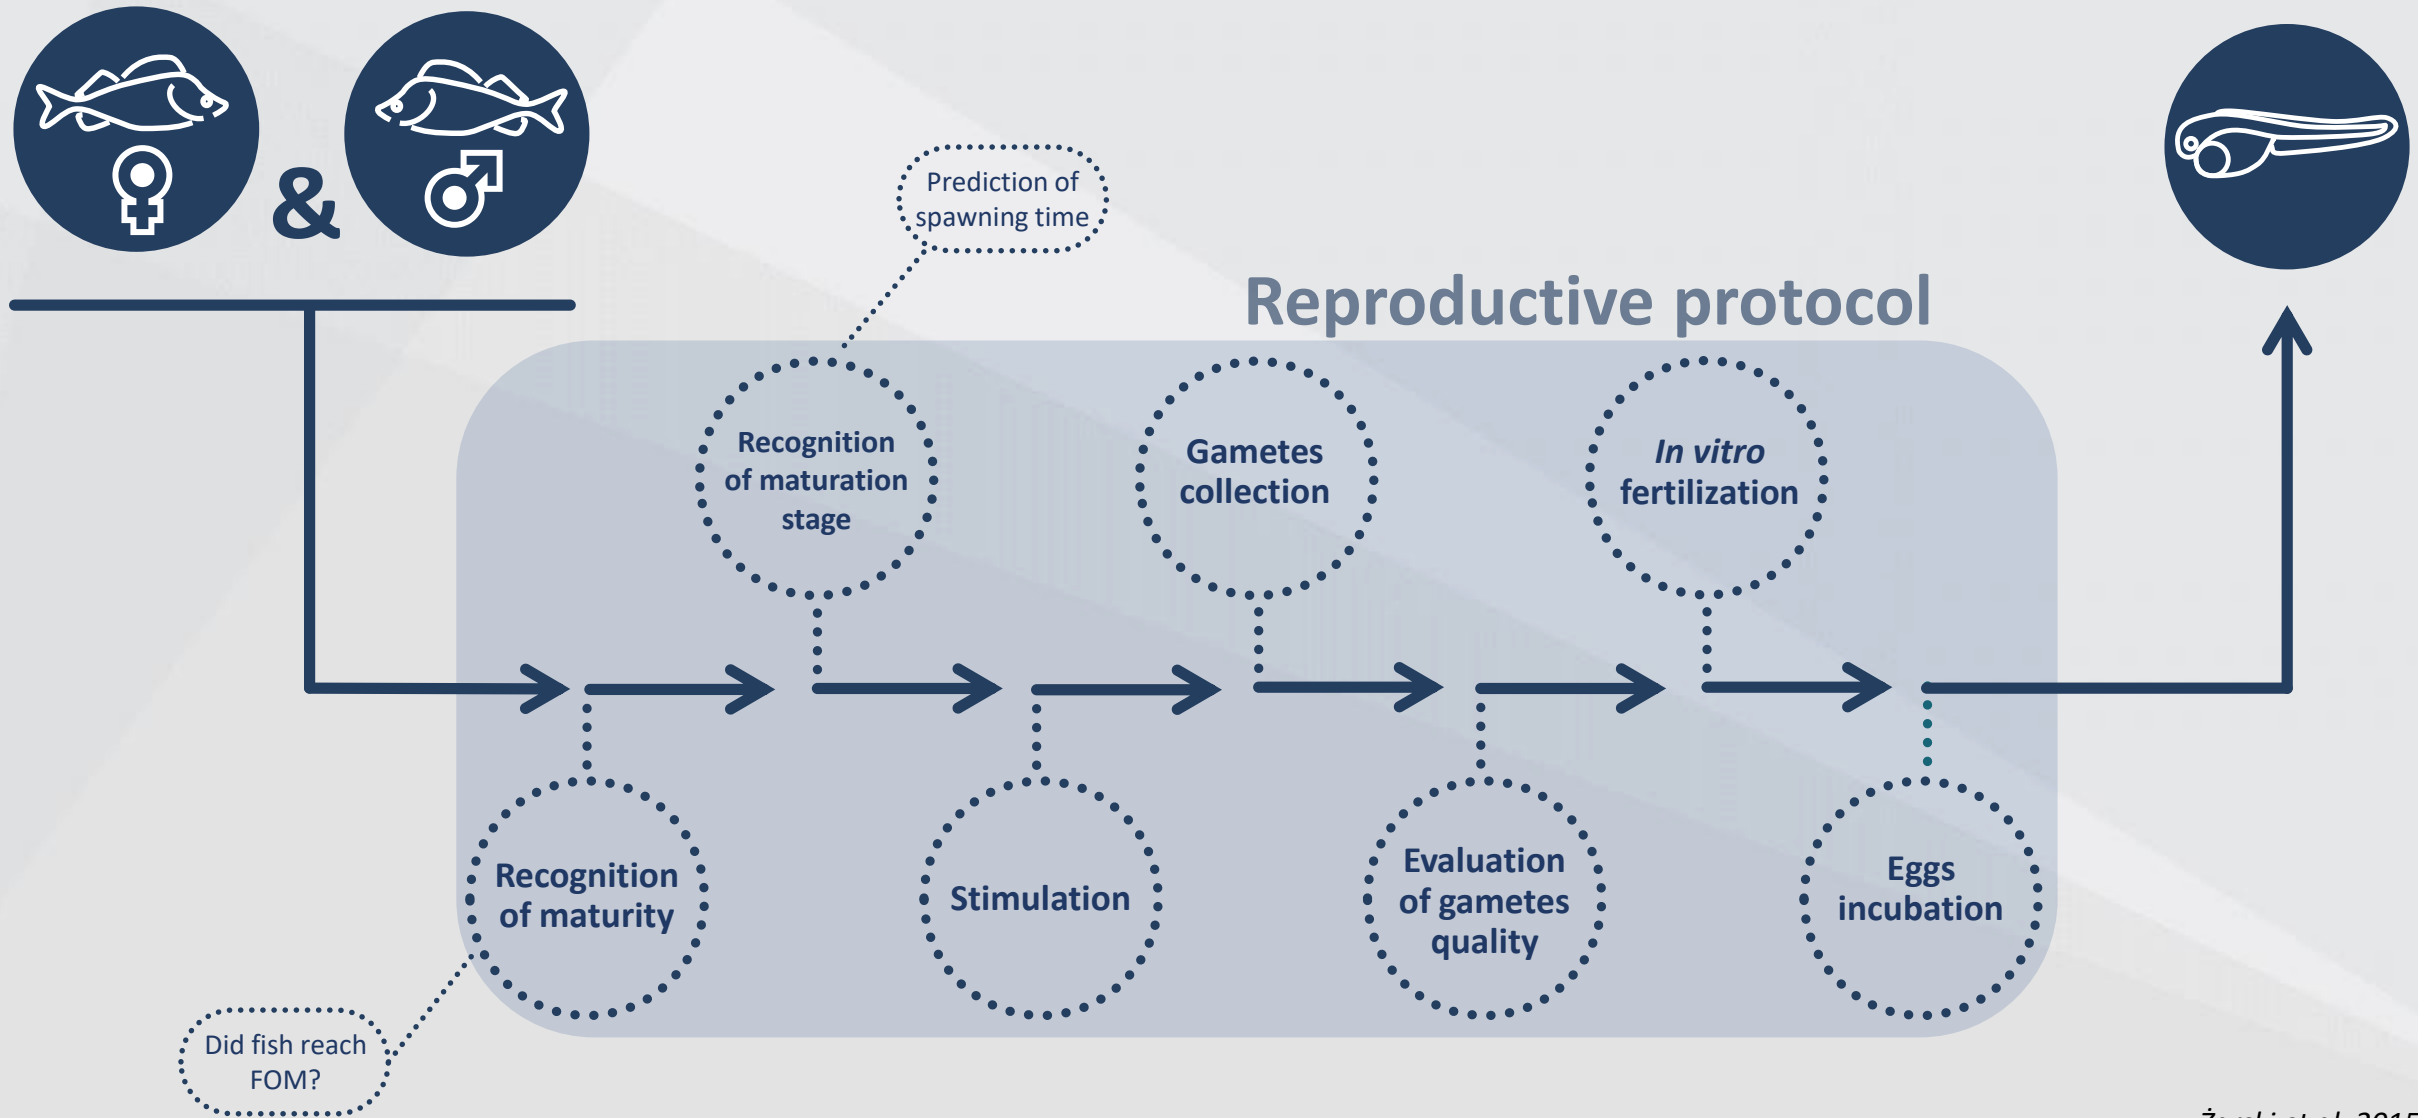 &
Prediction of
spawning time
Reproductive protocol
Recognition
of maturation
stage
Gametes
collection
In vitro
fertilization
Recognition
of maturity
Stimulation
Evaluation
of gametes
quality
Eggs
incubation
Did fish reach
FOM?